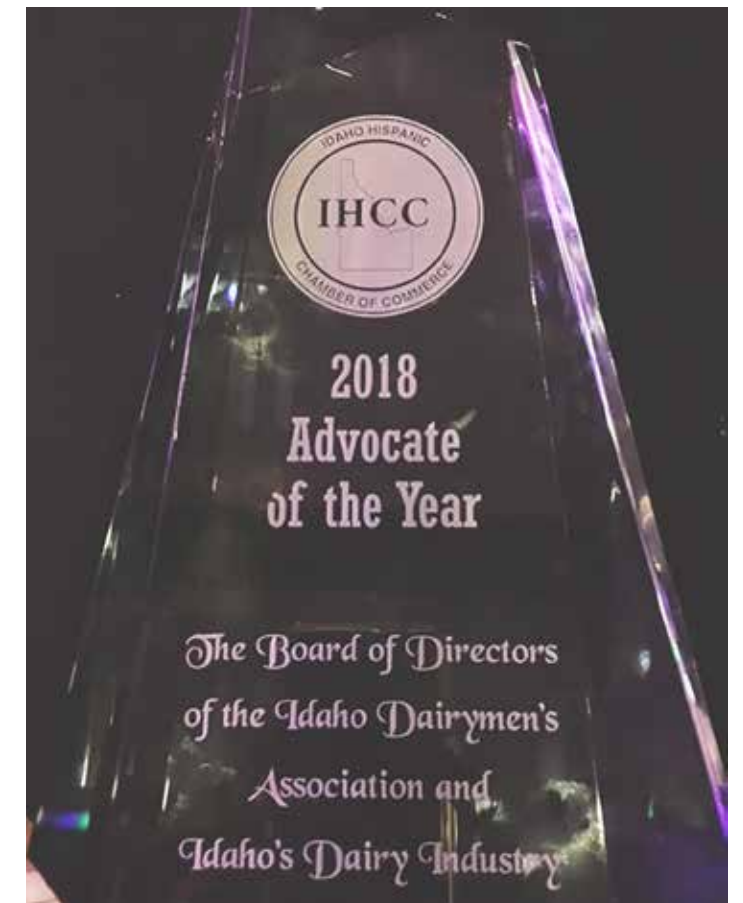 IDAHO HISPANIC
IHCC
CHAMBER OF COMMERCE
2018
Advocate
of the Year
The Board of Directors
of the Idaho Dairymen's
Association and
Idaho's Dairy Industry